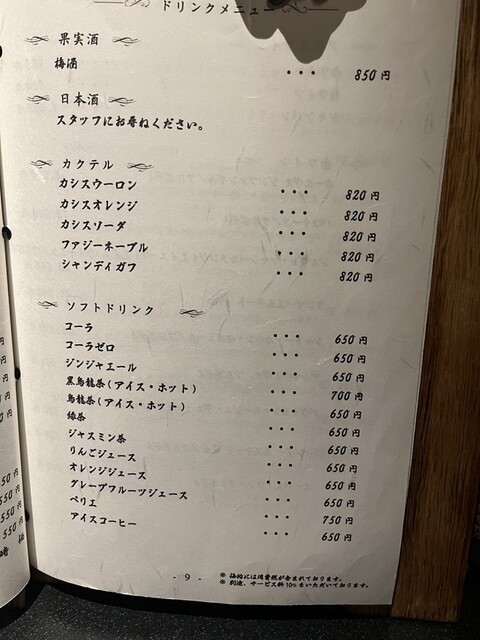 ドリンクメニュー
果実酒
梅酒 ・・・ 850円
日本酒
スタッフにお尋ねください。
カクテル
カシスウーロン ・・・ 820円
カシスオレンジ ・・・ 820円
カシスソーダ ・・・ 820円
ファジーネーブル ・・・ 820円
シャンディガフ ・・・ 820円
ソフトドリンク
コーラ ・・・ 650円
コーラゼロ ・・・ 650円
ジンジャエール ・・・ 650円
黒烏龍茶(アイス・ホット) ・・・ 700円
烏龍茶(アイス・ホット) ・・・ 650円
緑茶 ・・・ 650円
ジャスミン茶 ・・・ 650円
りんごジュース ・・・ 650円
オレンジジュース ・・・ 650円
グレープフルーツジュース ・・・ 650円
ペリエ ・・・ 750円
アイスコーヒー ・・・ 650円
※ 価格には消費税が含まれております。
※ 別途、サービス料10%をいただいております。
- 9 -